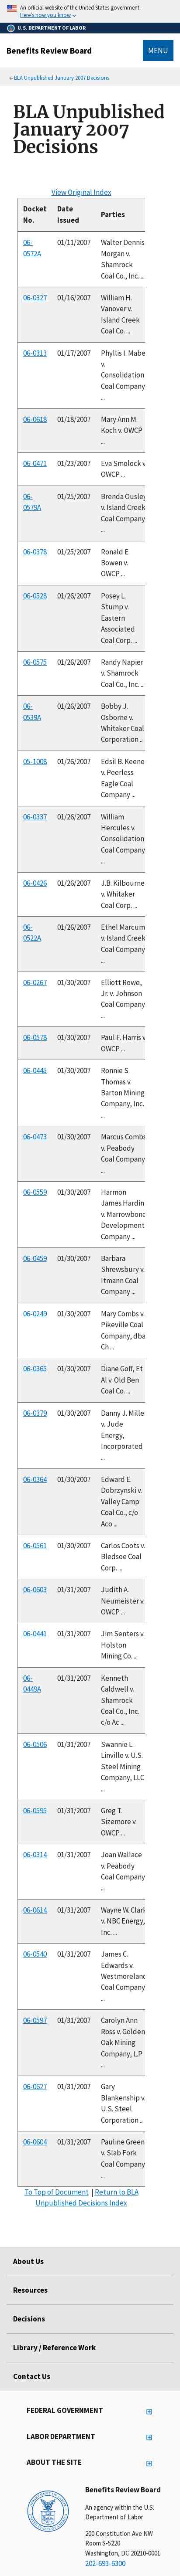 An official website of the United States government.
Here's how you know
U.S. DEPARTMENT OF LABOR
Benefits Review Board
MENU
« BLA Unpublished January 2007 Decisions
BLA Unpublished
January 2007
Decisions
View Original Index
Docket No. Date Issued Parties
06-0572A 01/11/2007 Walter Dennis Morgan v. Shamrock Coal Co., Inc. ...
06-0327 01/16/2007 William H. Vanover v. Island Creek Coal Co. ...
06-0313 01/17/2007 Phyllis I. Mabe v. Consolidation Coal Company ...
06-0618 01/18/2007 Mary Ann M. Koch v. OWCP ...
06-0471 01/23/2007 Eva Smolock v. OWCP ...
06-0579A 01/25/2007 Brenda Ousley v. Island Creek Coal Company ...
06-0378 01/25/2007 Ronald E. Bowen v. OWCP ...
06-0528 01/26/2007 Posey L. Stump v. Eastern Associated Coal Corp. ...
06-0575 01/26/2007 Randy Napier v. Shamrock Coal Co., Inc. ...
06-0539A 01/26/2007 Bobby J. Osborne v. Whitaker Coal Corporation ...
05-1008 01/26/2007 Edsil B. Keene v. Peerless Eagle Coal Company ...
06-0337 01/26/2007 William Hercules v. Consolidation Coal Company ...
06-0426 01/26/2007 J.B. Kilbourne v. Whitaker Coal Corp. ...
06-0522A 01/26/2007 Ethel Marcum v. Island Creek Coal Company ...
06-0267 01/30/2007 Elliott Rowe, Jr. v. Johnson Coal Company ...
06-0578 01/30/2007 Paul F. Harris v. OWCP ...
06-0445 01/30/2007 Ronnie S. Thomas v. Barton Mining Company, Inc. ...
06-0473 01/30/2007 Marcus Combs v. Peabody Coal Company ...
06-0559 01/30/2007 Harmon James Hardin v. Marrowbone Development Company ...
06-0459 01/30/2007 Barbara Shrewsbury v. Itmann Coal Company ...
06-0249 01/30/2007 Mary Combs v. Pikeville Coal Company, dba Ch ...
06-0365 01/30/2007 Diane Goff, Et Al v. Old Ben Coal Co. ...
06-0379 01/30/2007 Danny J. Miller v. Jude Energy, Incorporated ...
06-0364 01/30/2007 Edward E. Dobrzynski v. Valley Camp Coal Co., c/o Aco ...
06-0561 01/30/2007 Carlos Coots v. Bledsoe Coal Corp. ...
06-0603 01/31/2007 Judith A. Neumeister v. OWCP ...
06-0441 01/31/2007 Jim Senters v. Holston Mining Co. ...
06-0449A 01/31/2007 Kenneth Caldwell v. Shamrock Coal Co., Inc. c/o Ac ...
06-0506 01/31/2007 Swannie L. Linville v. U.S. Steel Mining Company, LLC ...
06-0595 01/31/2007 Greg T. Sizemore v. OWCP ...
06-0314 01/31/2007 Joan Wallace v. Peabody Coal Company ...
06-0614 01/31/2007 Wayne W. Clark v. NBC Energy, Inc. ...
06-0540 01/31/2007 James C. Edwards v. Westmoreland Coal Company ...
06-0597 01/31/2007 Carolyn Ann Ross v. Golden Oak Mining Company, L.P ...
06-0627 01/31/2007 Gary Blankenship v. U.S. Steel Corporation ...
06-0604 01/31/2007 Pauline Green v. Slab Fork Coal Company ...
To Top of Document | Return to BLA
Unpublished Decisions Index
About Us
Resources
Decisions
Library / Reference Work
Contact Us
FEDERAL GOVERNMENT
LABOR DEPARTMENT
ABOUT THE SITE
Benefits Review Board
An agency within the U.S.
Department of Labor
200 Constitution Ave NW
Room S-5220
Washington, DC 20210-0001
202-693-6300